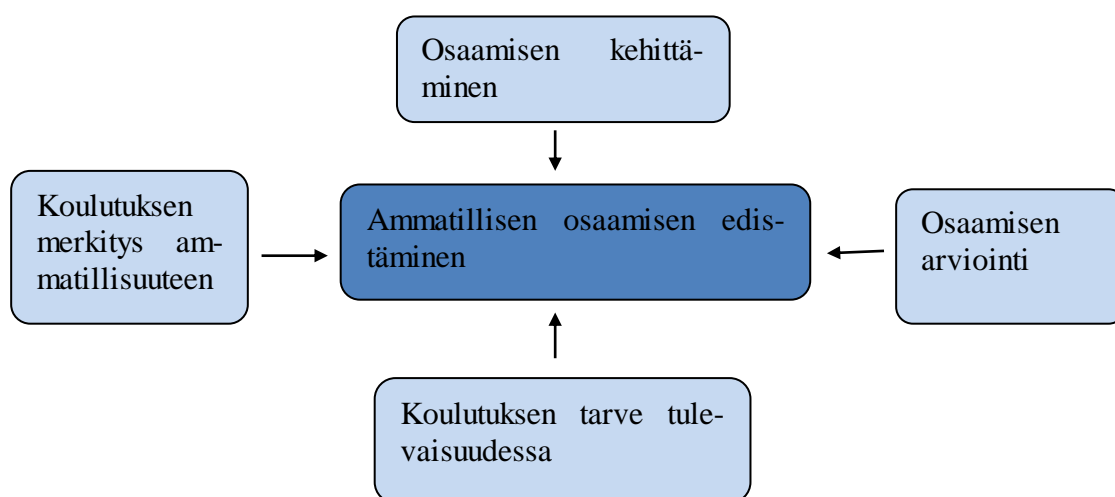 Osaamisen kehittä-
minen
Koulutuksen
merkitys am-
matillisuuteen
Ammatillisen osaamisen edis-
täminen
Osaamisen
arviointi
Koulutuksen tarve tule-
vaisuudessa